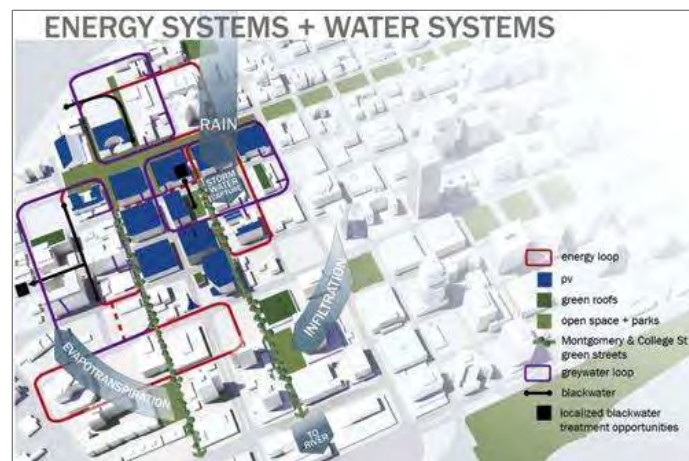 ENERGY SYSTEMS + WATER SYSTEMS
RAIN
STORM
WATER
CAPTURE
INFILTRATION
EVAPOTRANSPIRATION
TO
RIVER
energy loop
pv
green roofs
open space + parks
Montgomery & College St
green streets
greywater loop
blackwater
localized blackwater
treatment opportunities